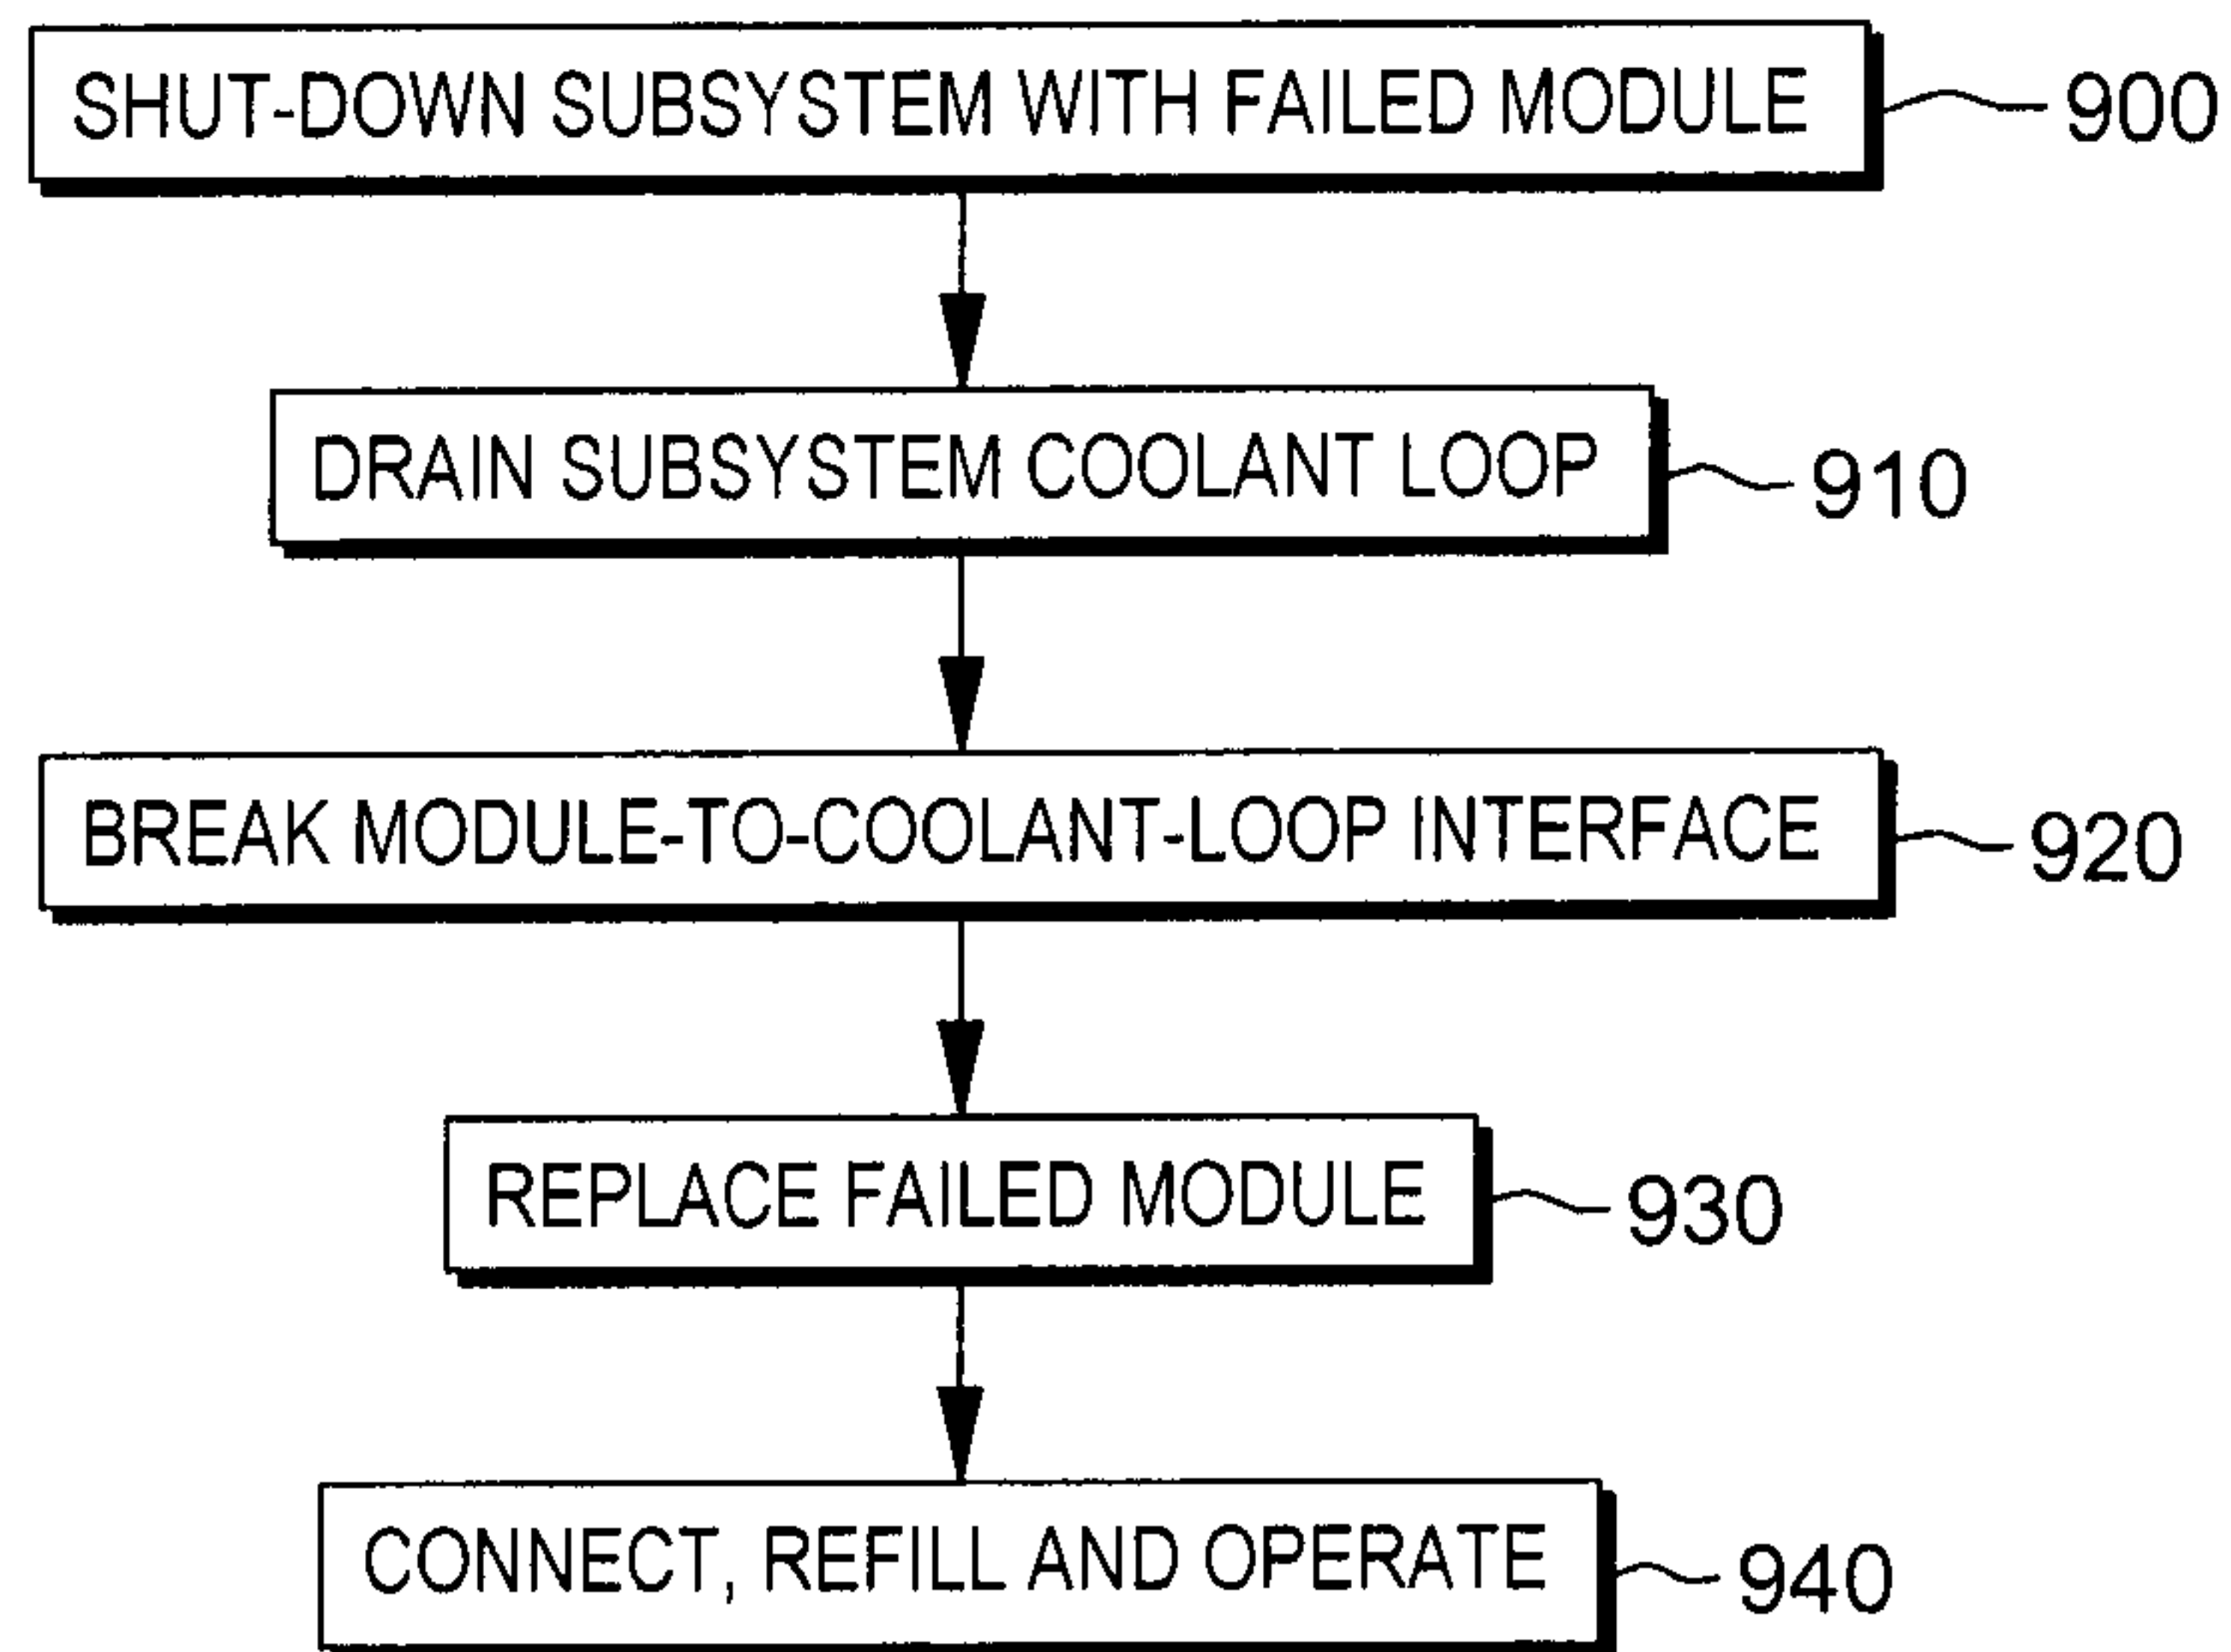 SHUT-DOWN SUBSYSTEM WITH FAILED MODULE 900
DRAIN SUBSYSTEM COOLANT LOOP 910
BREAK MODULE-TO-COOLANT-LOOP INTERFACE 920
REPLACE FAILED MODULE 930
CONNECT, REFILL AND OPERATE 940